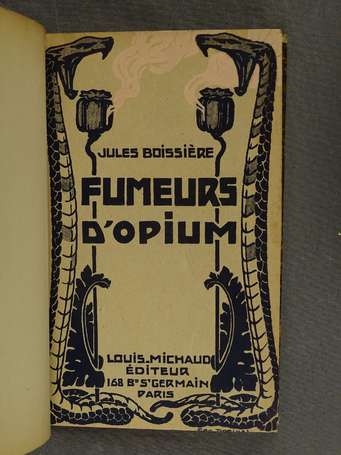 JULES BOISSIÈRE
FUMEURS
D'OPIUM
LOUIS-MICHAUD
ÉDITEUR
168 BD ST GERMAIN
PARIS